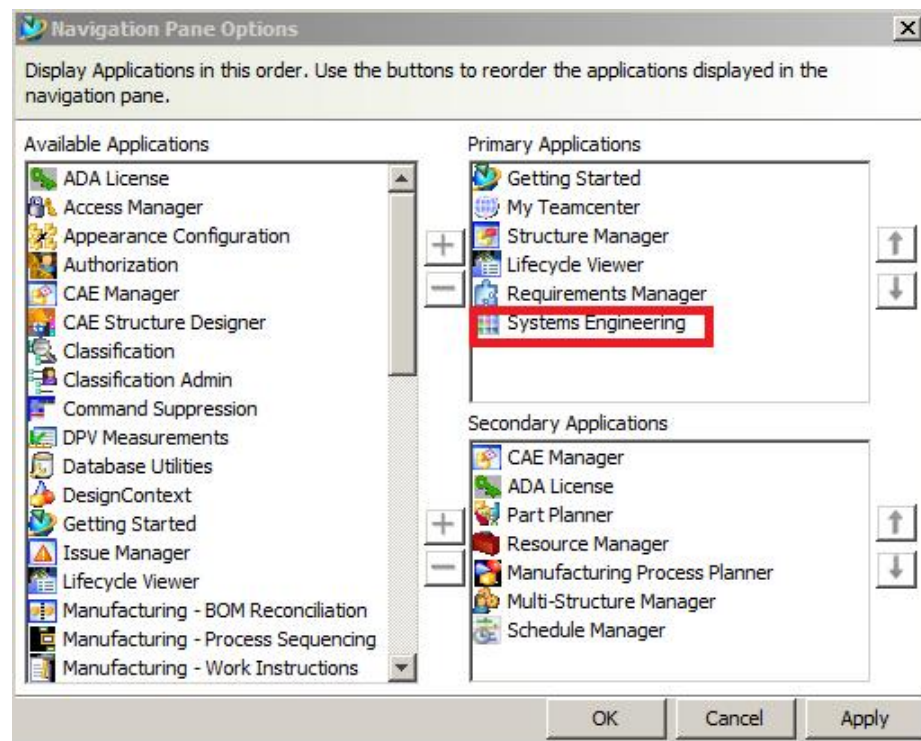 Navigation Pane Options
Display Applications in this order. Use the buttons to reorder the applications displayed in the
navigation pane.
Available Applications
ADA License
Access Manager
Appearance Configuration
Authorization
CAE Manager
CAE Structure Designer
Classification
Classification Admin
Command Suppression
DPV Measurements
Database Utilities
DesignContext
Getting Started
Issue Manager
Lifecycle Viewer
Manufacturing - BOM Reconciliation
Manufacturing - Process Sequencing
Manufacturing - Work Instructions
Primary Applications
Getting Started
My Teamcenter
Structure Manager
Lifecycle Viewer
Requirements Manager
Systems Engineering
Secondary Applications
CAE Manager
ADA License
Part Planner
Resource Manager
Manufacturing Process Planner
Multi-Structure Manager
Schedule Manager
OK
Cancel
Apply